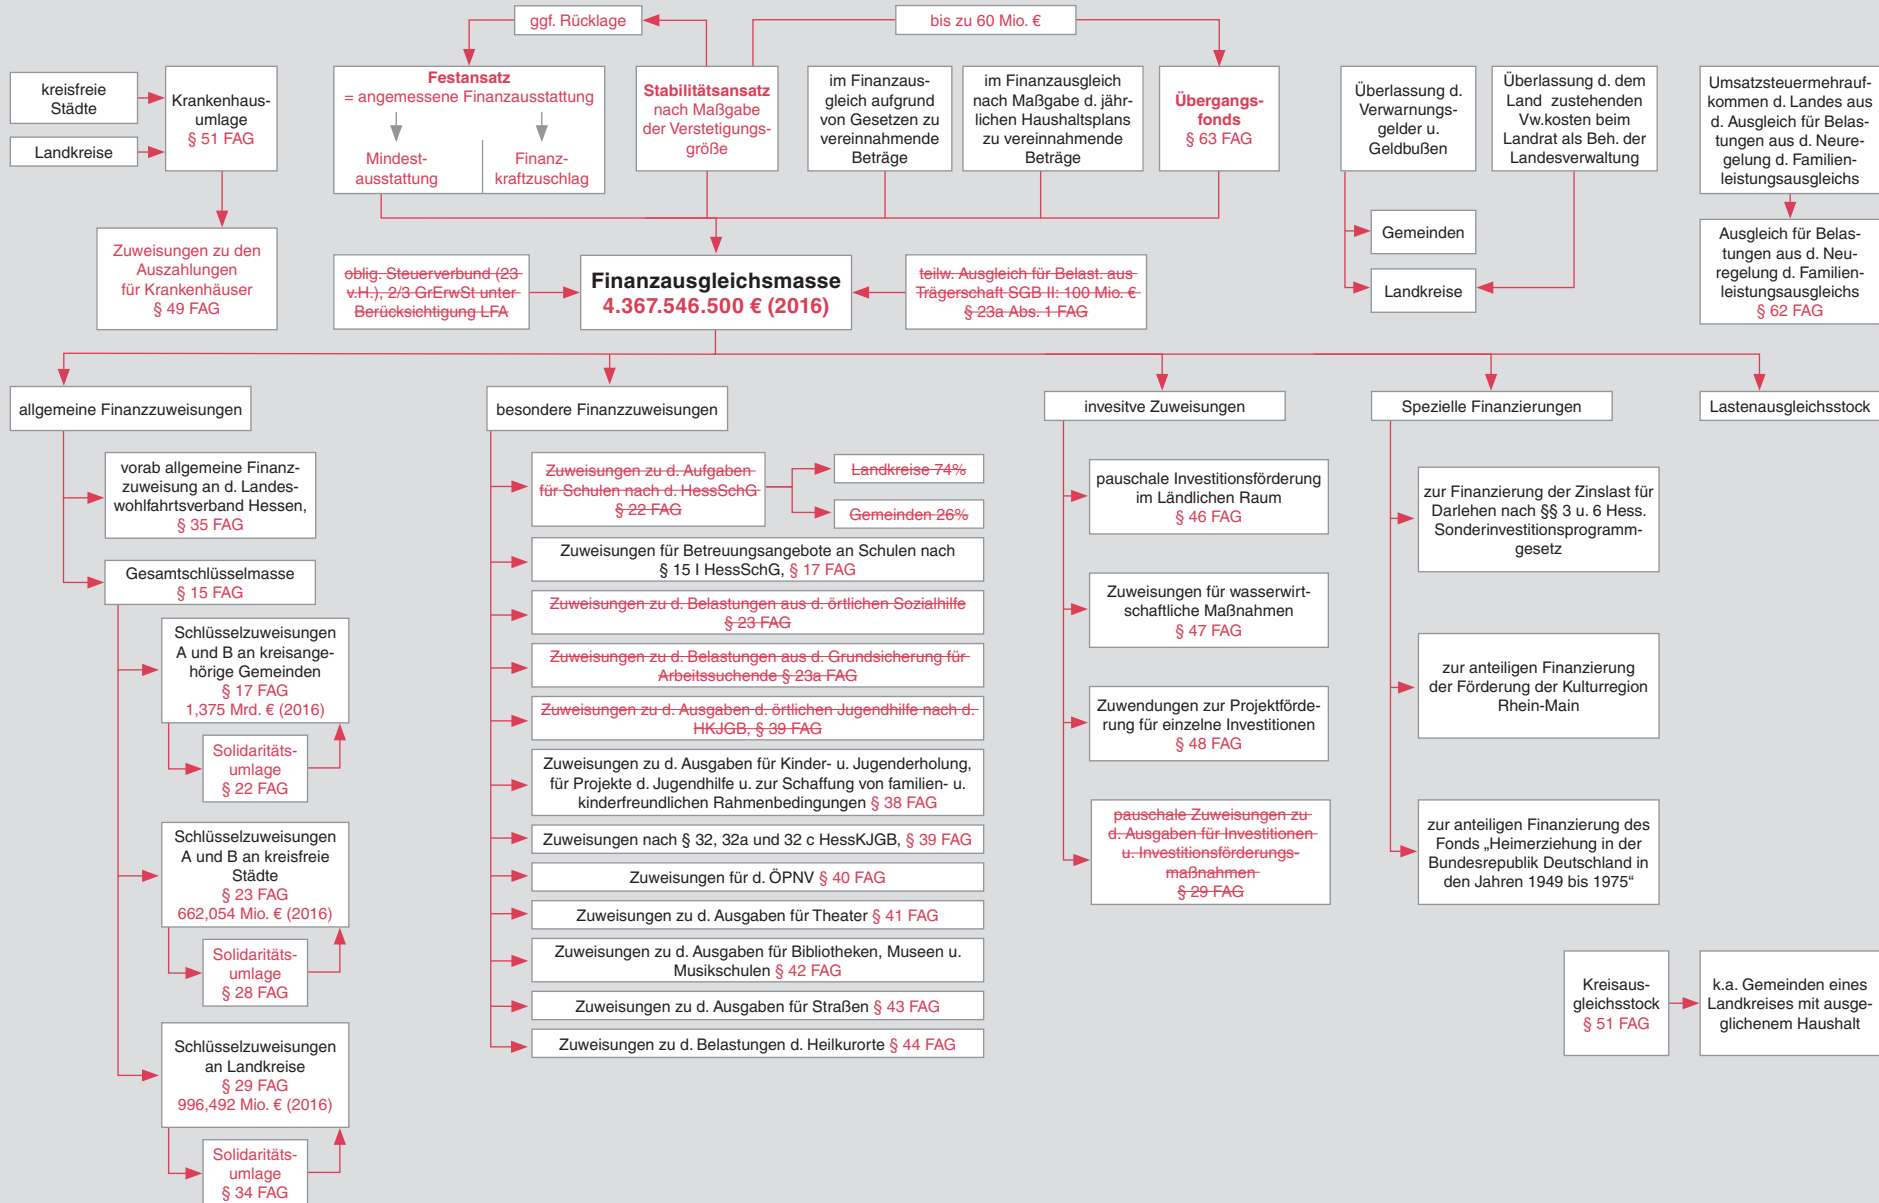 ggf. Rücklage
bis zu 60 Mio. €
kreisfreie
Städte
Landkreise
Krankenhaus-
umlage
§ 51 FAG
Zuweisungen zu den
Auszahlungen
für Krankenhäuser
§ 49 FAG
Festansatz
= angemessene Finanzausstattung
Mindest-
ausstattung
Finanz-
kraftzuschlag
Stabilitätsansatz
nach Maßgabe
der Verstetigungs-
größe
im Finanzaus-
gleich aufgrund
von Gesetzen zu
vereinnahmende
Beträge
im Finanzausgleich
nach Maßgabe d. jähr-
lichen Haushaltsplans
zu vereinnahmende
Beträge
Übergangs-
fonds
§ 63 FAG
Überlassung d.
Verwarnungs-
gelder u.
Geldbußen
Überlassung d. dem
Land zustehenden
Vw.kosten beim
Landrat als Beh. der
Landesverwaltung
Gemeinden
Landkreise
Umsatzsteuermehrauf-
kommen d. Landes aus
d. Ausgleich für Belas-
tungen aus d. Neure-
gelung d. Familien-
leistungsausgleichs
Ausgleich für Belas-
tungen aus d. Neu-
regelung d. Familien-
leistungsausgleichs
§ 62 FAG
oblig. Steuerverbund (23
v.H.), 2/3 GrErwSt unter
Berücksichtigung LFA
Finanzausgleichsmasse
4.367.546.500 € (2016)
teilw. Ausgleich für Belast. aus
Trägerschaft SGB II: 100 Mio. €
§ 23a Abs. 1 FAG
allgemeine Finanzzuweisungen
vorab allgemeine Finanz-
zuweisung an d. Landes-
wohlfahrtsverband Hessen,
§ 35 FAG
Gesamtschlüsselmasse
§ 15 FAG
Schlüsselzuweisungen
A und B an kreisange-
hörige Gemeinden
§ 17 FAG
1,375 Mrd. € (2016)
Solidaritäts-
umlage
§ 22 FAG
Schlüsselzuweisungen
A und B an kreisfreie
Städte
§ 23 FAG
662,054 Mio. € (2016)
Solidaritäts-
umlage
§ 28 FAG
Schlüsselzuweisungen
an Landkreise
§ 29 FAG
996,492 Mio. € (2016)
Solidaritäts-
umlage
§ 34 FAG
besondere Finanzzuweisungen
Zuweisungen zu d. Aufgaben
für Schulen nach d. HessSchG
§ 22 FAG
Landkreise 74%
Gemeinden 26%
Zuweisungen für Betreuungsangebote an Schulen nach
§ 15 I HessSchG, § 17 FAG
Zuweisungen zu d. Belastungen aus d. örtlichen Sozialhilfe
§ 23 FAG
Zuweisungen zu d. Belastungen aus d. Grundsicherung für
Arbeitssuchende § 23a FAG
Zuweisungen zu d. Ausgaben d. örtlichen Jugendhilfe nach d.
HKJGB, § 39 FAG
Zuweisungen zu d. Ausgaben für Kinder- u. Jugenderholung,
für Projekte d. Jugendhilfe u. zur Schaffung von familien- u.
kinderfreundlichen Rahmenbedingungen § 38 FAG
Zuweisungen nach § 32, 32a und 32 c HessKJGB, § 39 FAG
Zuweisungen für d. ÖPNV § 40 FAG
Zuweisungen zu d. Ausgaben für Theater § 41 FAG
Zuweisungen zu d. Ausgaben für Bibliotheken, Museen u.
Musikschulen § 42 FAG
Zuweisungen zu d. Ausgaben für Straßen § 43 FAG
Zuweisungen zu d. Belastungen d. Heilkurorte § 44 FAG
invesitve Zuweisungen
pauschale Investitionsförderung
im Ländlichen Raum
§ 46 FAG
Zuweisungen für wasserwirt-
schaftliche Maßnahmen
§ 47 FAG
Zuwendungen zur Projektförde-
rung für einzelne Investitionen
§ 48 FAG
pauschale Zuweisungen zu
d. Ausgaben für Investitionen
u. Investitionsförderungs-
maßnahmen
§ 29 FAG
Spezielle Finanzierungen
zur Finanzierung der Zinslast für
Darlehen nach §§ 3 u. 6 Hess.
Sonderinvestitionsprogramm-
gesetz
zur anteiligen Finanzierung
der Förderung der Kulturregion
Rhein-Main
zur anteiligen Finanzierung des
Fonds „Heimerziehung in der
Bundesrepublik Deutschland in
den Jahren 1949 bis 1975“
Lastenausgleichsstock
Kreisaus-
gleichsstock
§ 51 FAG
k.a. Gemeinden eines
Landkreises mit ausge-
glichenem Haushalt